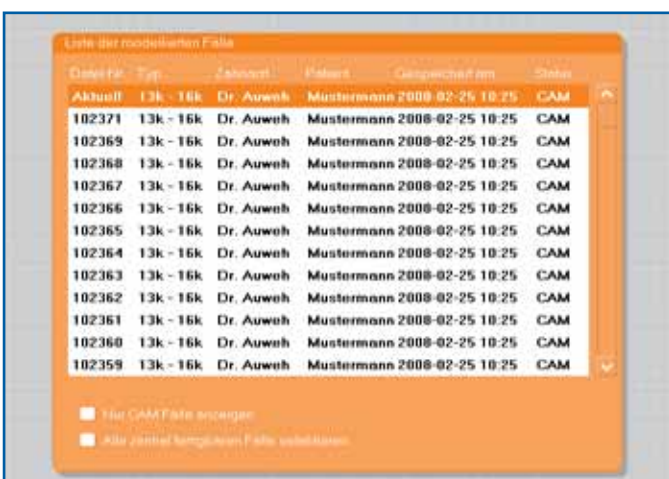 Liste der modellierten Fälle
Datei-Nr. Typ Zahnarzt Patient Gespeichert am Status
Aktuell 13k - 16k Dr. Auweh Mustermann 2008-02-25 10:25 CAM
102371 13k - 16k Dr. Auweh Mustermann 2008-02-25 10:25 CAM
102369 13k - 16k Dr. Auweh Mustermann 2008-02-25 10:25 CAM
102368 13k - 16k Dr. Auweh Mustermann 2008-02-25 10:25 CAM
102367 13k - 16k Dr. Auweh Mustermann 2008-02-25 10:25 CAM
102366 13k - 16k Dr. Auweh Mustermann 2008-02-25 10:25 CAM
102365 13k - 16k Dr. Auweh Mustermann 2008-02-25 10:25 CAM
102364 13k - 16k Dr. Auweh Mustermann 2008-02-25 10:25 CAM
102363 13k - 16k Dr. Auweh Mustermann 2008-02-25 10:25 CAM
102362 13k - 16k Dr. Auweh Mustermann 2008-02-25 10:25 CAM
102361 13k - 16k Dr. Auweh Mustermann 2008-02-25 10:25 CAM
102360 13k - 16k Dr. Auweh Mustermann 2008-02-25 10:25 CAM
102359 13k - 16k Dr. Auweh Mustermann 2008-02-25 10:25 CAM
Nur CAM Fälle anzeigen
Alle zentral fertigbaren Fälle selektieren